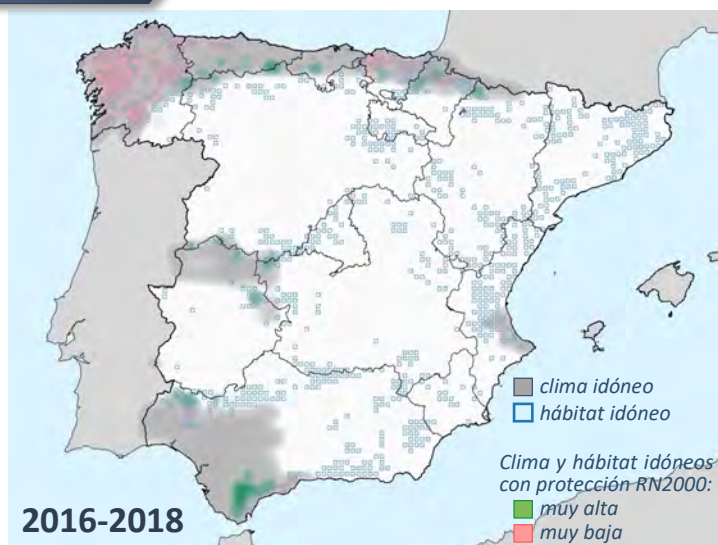 clima idóneo
hábitat idóneo
Clima y hábitat idóneos
con protección RN2000:
muy alta
muy baja
2016-2018